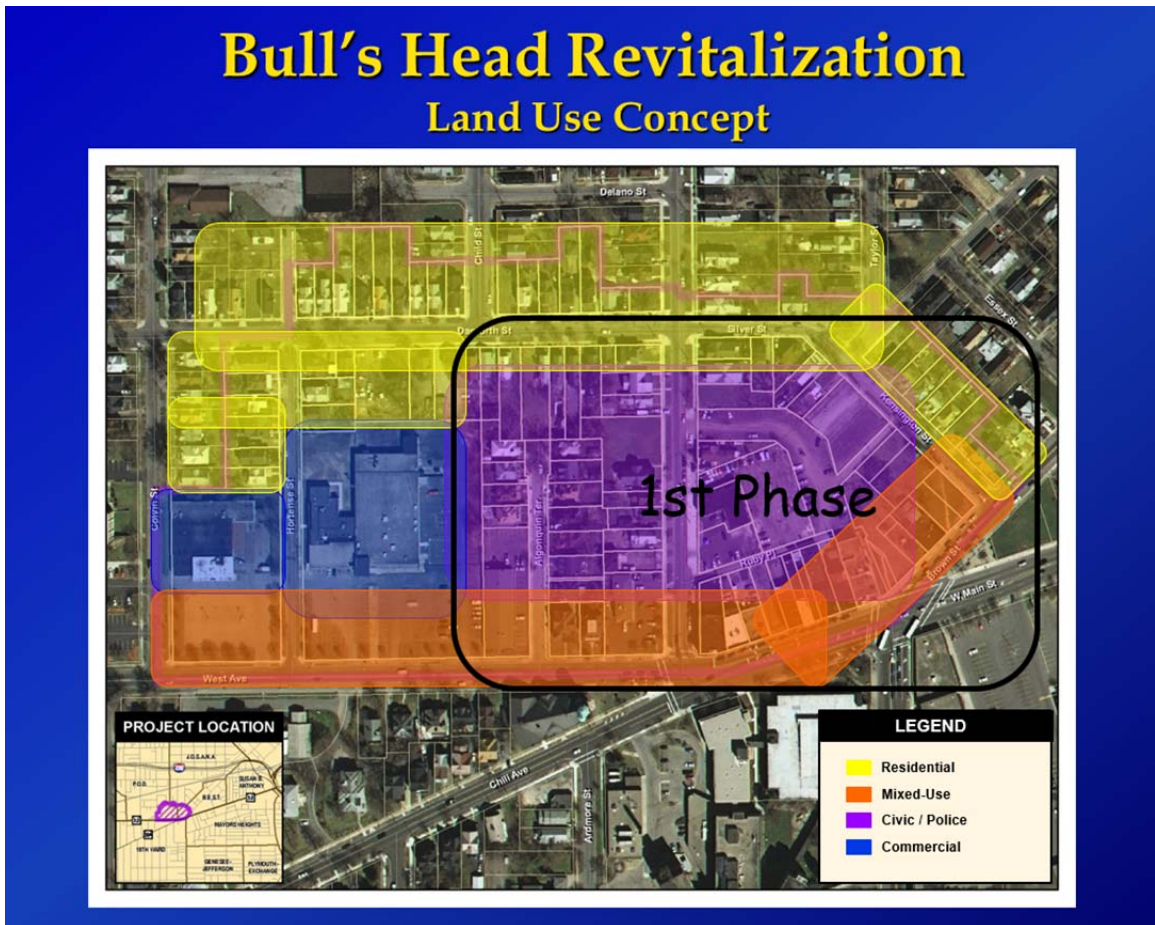 Bull's Head Revitalization
Land Use Concept
Delano St
Child St
Taylor St
Essex St
Danforth St
Silver St
Kensington St
1st Phase
Colvin St
Hortense St
Algonquin Ter
Ruby Pl
Brown St
W Main St
West Ave
Chili Ave
Ardmore St
PROJECT LOCATION
J.O.S.A.N.A.
P.O.D.
SUSAN B.
ANTHONY
N.E.S.T.
MAYORS HEIGHTS
19TH WARD
GENESEE-
JEFFERSON
PLYMOUTH-
EXCHANGE
LEGEND
Residential
Mixed-Use
Civic / Police
Commercial